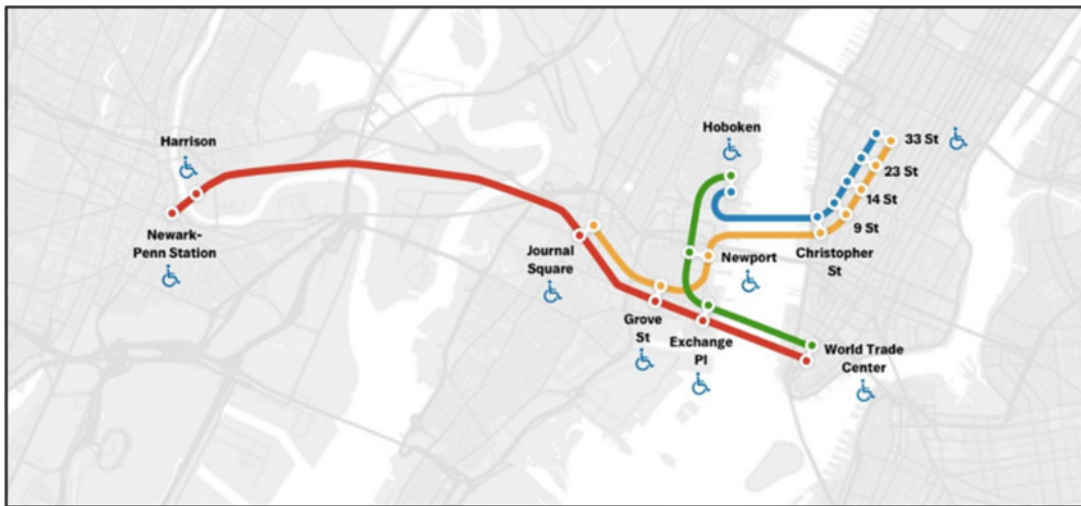 Harrison
Newark-
Penn Station
Journal
Square
Grove
St
Exchange
Pl
Hoboken
Newport
Christopher
St
9 St
14 St
23 St
33 St
World Trade
Center